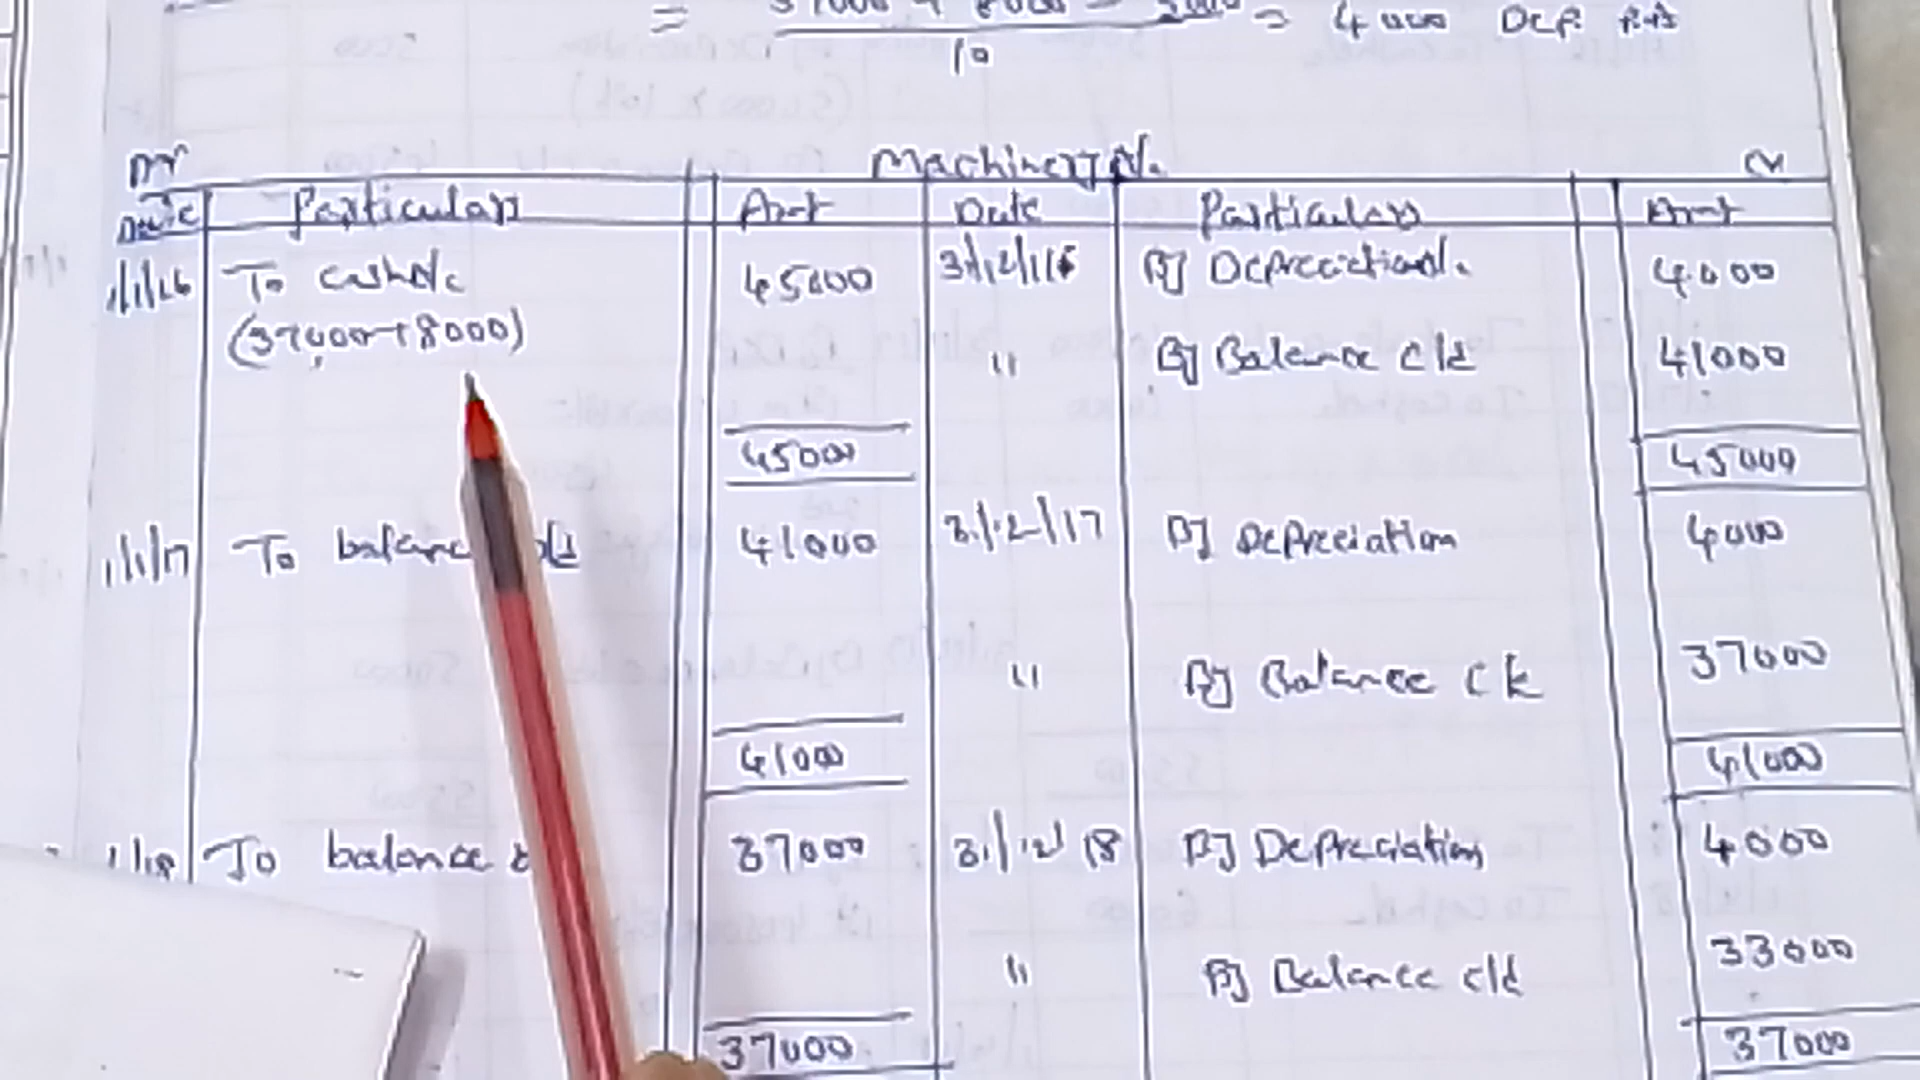 = 37000 + 8000 - 5000 = 4000 Dep. P.A
10
Dr Machinery A/c. Cr
Date Particulars Amt Date Particulars Amt
1/1/16 To cash a/c 45000 31/12/16 By Depreciation A/c. 4000
(37000+8000)
" By Balance c/d 41000
45000 45000
1/1/17 To balance b/d 41000 31/12/17 By Depreciation 4000
" By Balance c/d 37000
41000 41000
1/18 To balance 37000 31/12/18 By Depreciation 4000
" By Balance c/d 33000
37000 37000